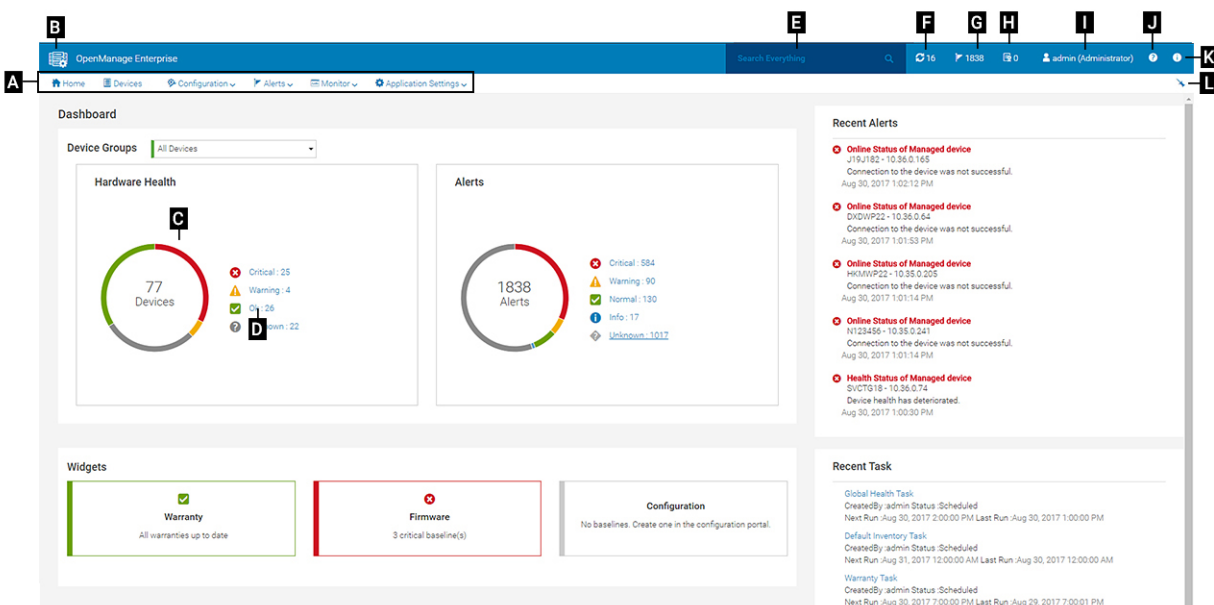 B
E
F
G
H
I
J
OpenManage Enterprise
Search Everything
16
1838
0
admin (Administrator)
K
A
Home
Devices
Configuration
Alerts
Monitor
Application Settings
L
Dashboard
Device Groups
All Devices
Hardware Health
C
77
Devices
Critical : 25
Warning : 4
Ok : 26
D
: 22
Alerts
1838
Alerts
Critical : 584
Warning : 90
Normal : 130
Info : 17
Unknown : 1017
Widgets
Warranty
All warranties up to date
Firmware
3 critical baseline(s)
Configuration
No baselines. Create one in the configuration portal.
Recent Alerts
Online Status of Managed device
J19J182 - 10.36.0.165
Connection to the device was not successful.
Aug 30, 2017 1:02:12 PM
Online Status of Managed device
DXDWP22 - 10.36.0.64
Connection to the device was not successful.
Aug 30, 2017 1:01:53 PM
Online Status of Managed device
HKMWP22 - 10.35.0.205
Connection to the device was not successful.
Aug 30, 2017 1:01:14 PM
Online Status of Managed device
N123456 - 10.35.0.241
Connection to the device was not successful.
Aug 30, 2017 1:01:14 PM
Health Status of Managed device
SVCTG18 - 10.36.0.74
Device health has deteriorated.
Aug 30, 2017 1:00:30 PM
Recent Task
Global Health Task
CreatedBy :admin Status :Scheduled
Next Run :Aug 30, 2017 2:00:00 PM Last Run :Aug 30, 2017 1:00:00 PM
Default Inventory Task
CreatedBy :admin Status :Scheduled
Next Run :Aug 31, 2017 12:00:00 AM Last Run :Aug 30, 2017 12:00:00 AM
Warranty Task
CreatedBy :admin Status :Scheduled
Next Run :Aug 30, 2017 7:00:00 PM Last Run :Aug 29, 2017 7:00:01 PM